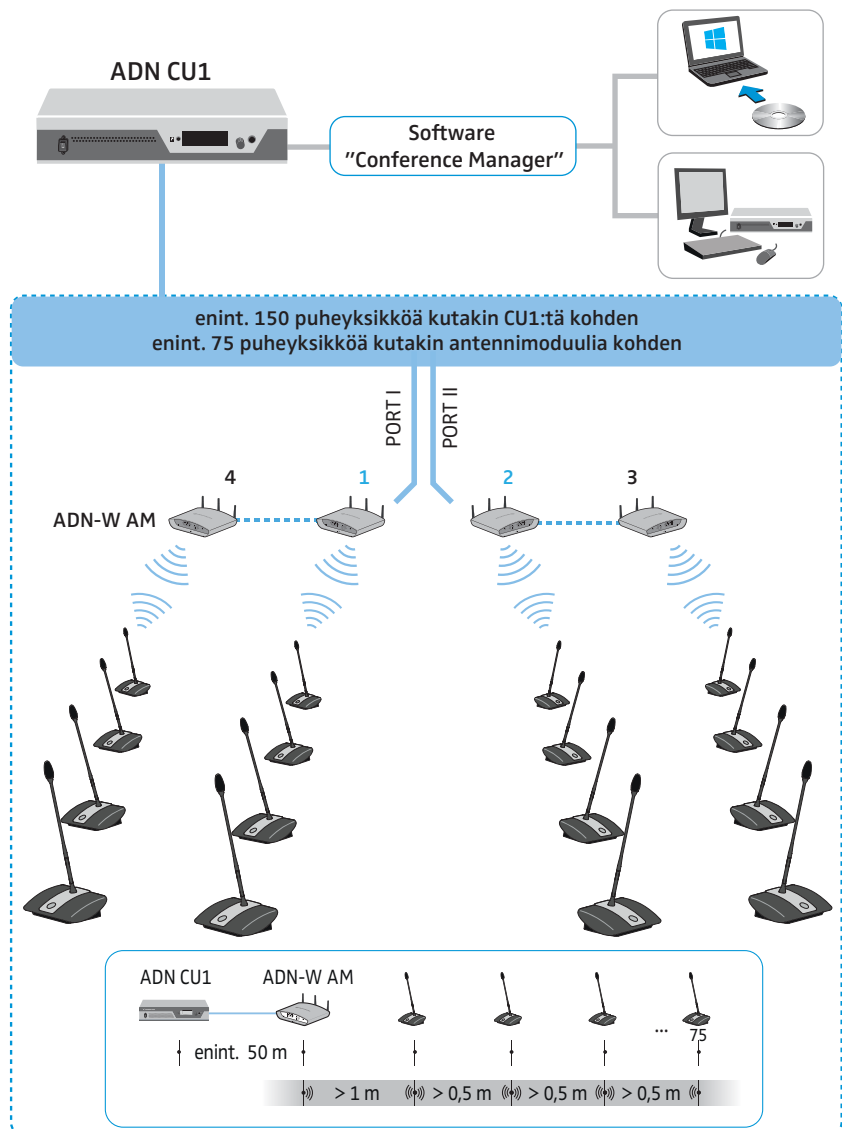 ADN CU1
Software
”Conference Manager”
enint. 150 puheyksikköä kutakin CU1:tä kohden
enint. 75 puheyksikköä kutakin antennimoduulia kohden
PORT I
PORT II
4
1
2
3
ADN-W AM
ADN CU1
ADN-W AM
...
75
enint. 50 m
> 1 m
> 0,5 m
> 0,5 m
> 0,5 m